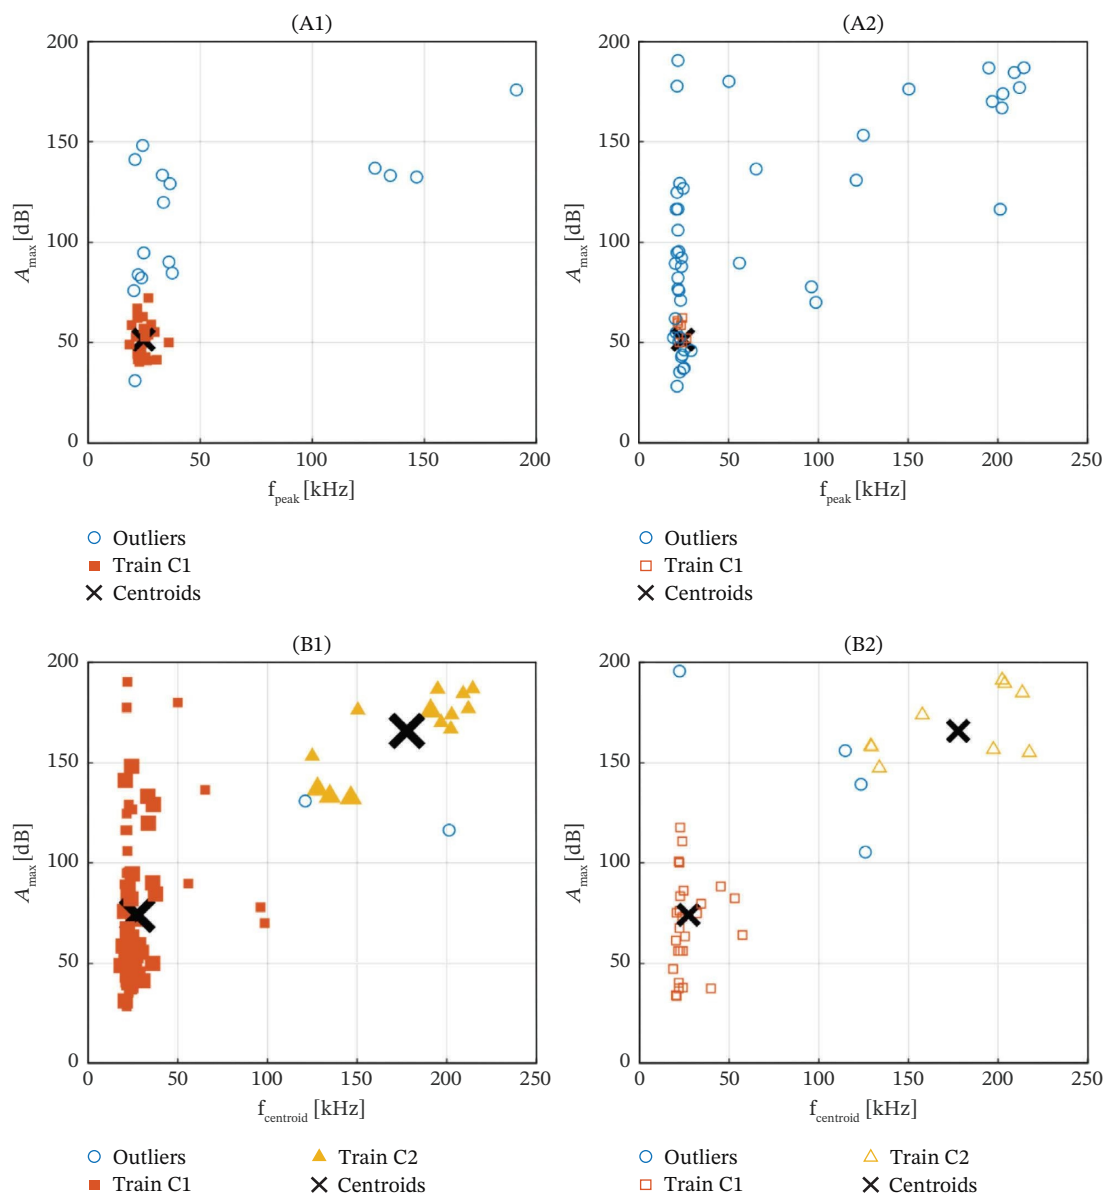 (A1)
200
150
100
50
0
A_max [dB]
0 50 100 150 200
f_peak [kHz]
Outliers
Train C1
Centroids
(A2)
200
150
100
50
0
A_max [dB]
0 50 100 150 200 250
f_peak [kHz]
Outliers
Train C1
Centroids
(B1)
200
150
100
50
0
A_max [dB]
0 50 100 150 200 250
f_centroid [kHz]
Outliers Train C2
Train C1 Centroids
(B2)
200
150
100
50
0
A_max [dB]
0 50 100 150 200 250
f_centroid [kHz]
Outliers Train C2
Train C1 Centroids